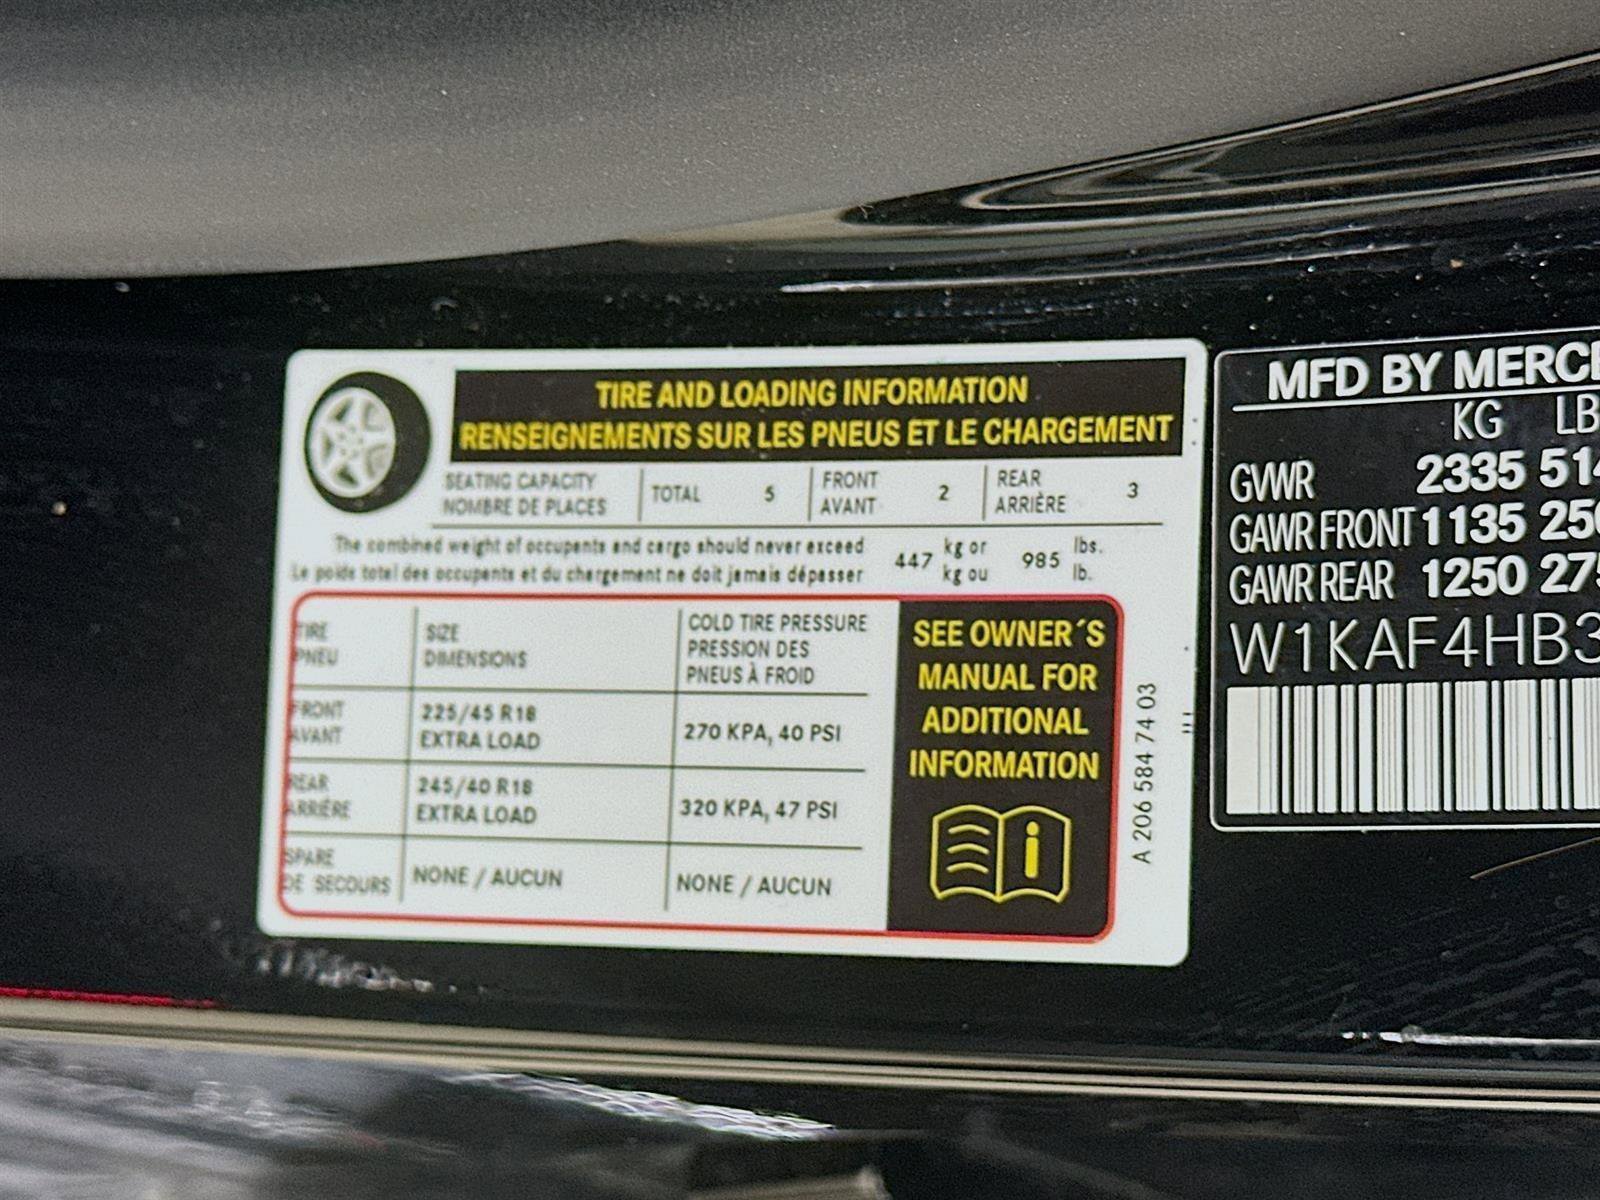 TIRE AND LOADING INFORMATION
RENSEIGNEMENTS SUR LES PNEUS ET LE CHARGEMENT
SEATING CAPACITY
NOMBRE DE PLACES
TOTAL 5
FRONT
AVANT
2
REAR
ARRIÈRE
3
The combined weight of occupants and cargo should never exceed
Le poids total des occupants et du chargement ne doit jamais dépasser
447
kg or
kg ou
985
lbs.
lb.
TIRE
PNEU
SIZE
DIMENSIONS
COLD TIRE PRESSURE
PRESSION DES
PNEUS À FROID
FRONT
AVANT
225/45 R18
EXTRA LOAD
270 KPA, 40 PSI
REAR
ARRIÈRE
245/40 R18
EXTRA LOAD
320 KPA, 47 PSI
SPARE
DE SECOURS
NONE / AUCUN
NONE / AUCUN
SEE OWNER´S
MANUAL FOR
ADDITIONAL
INFORMATION
A 206 584 74 03
MFD BY MERCE
KG LB
GVWR 2335 514
GAWR FRONT 1135 250
GAWR REAR 1250 275
W1KAF4HB3